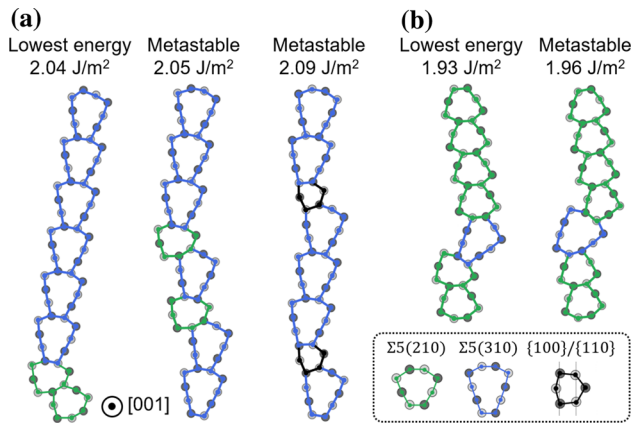 (a)
Lowest energy
2.04 J/m²
Metastable
2.05 J/m²
Metastable
2.09 J/m²
[001]
(b)
Lowest energy
1.93 J/m²
Metastable
1.96 J/m²
Σ5(210)
Σ5(310)
{100}/{110}